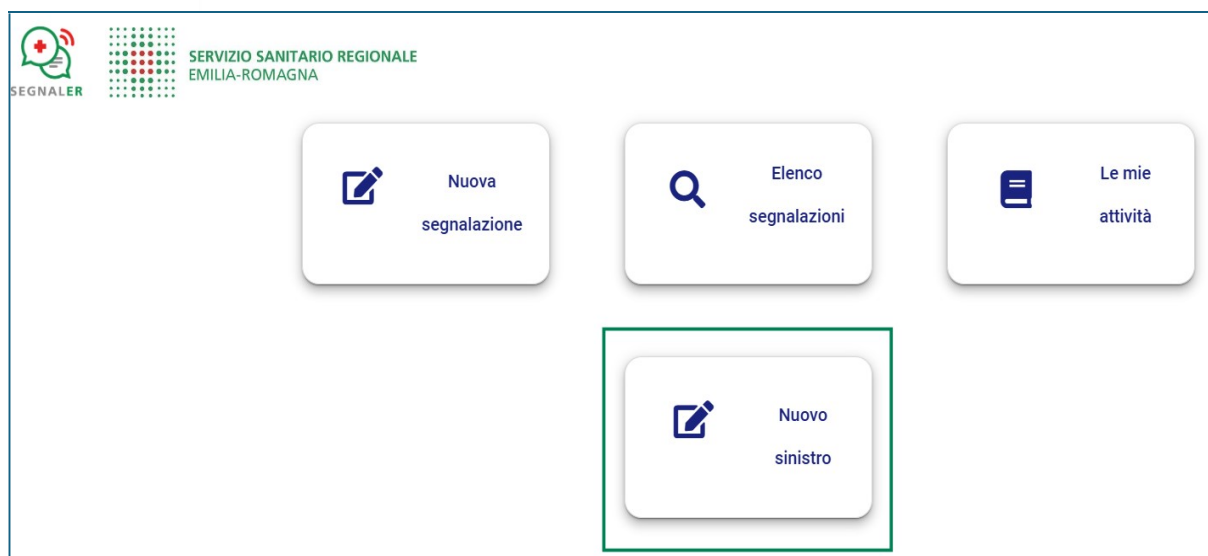 SEGNALER
SERVIZIO SANITARIO REGIONALE
EMILIA-ROMAGNA
Nuova
segnalazione
Elenco
segnalazioni
Le mie
attività
Nuovo
sinistro